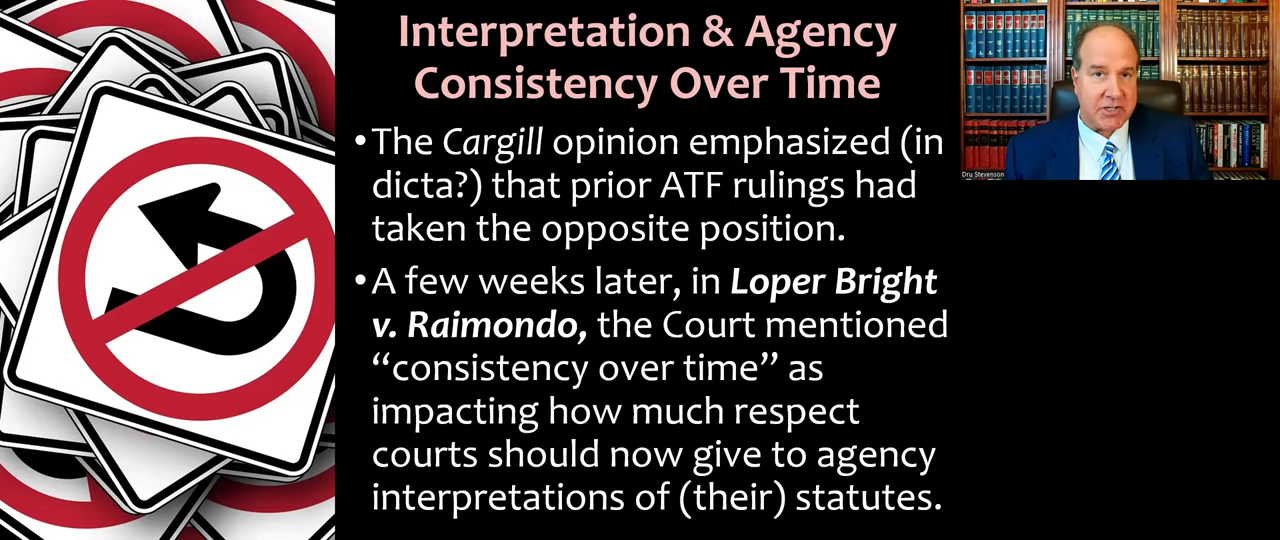 Interpretation & Agency
Consistency Over Time
•The Cargill opinion emphasized (in
dicta?) that prior ATF rulings had
taken the opposite position.
•A few weeks later, in Loper Bright
v. Raimondo, the Court mentioned
“consistency over time” as
impacting how much respect
courts should now give to agency
interpretations of (their) statutes.
Dru Stevenson